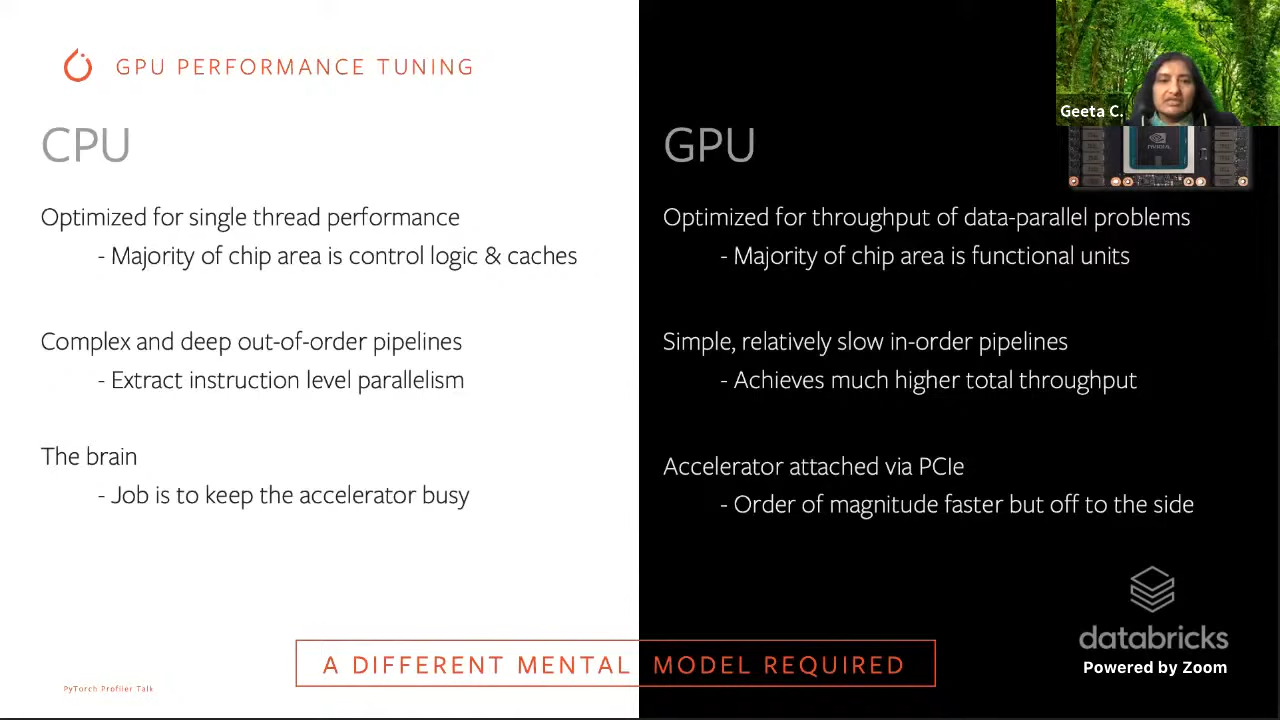 GPU PERFORMANCE TUNING
Geeta C.
NVIDIA
CPU
Optimized for single thread performance
- Majority of chip area is control logic & caches
Complex and deep out-of-order pipelines
- Extract instruction level parallelism
The brain
- Job is to keep the accelerator busy
GPU
Optimized for throughput of data-parallel problems
- Majority of chip area is functional units
Simple, relatively slow in-order pipelines
- Achieves much higher total throughput
Accelerator attached via PCIe
- Order of magnitude faster but off to the side
databricks
Powered by Zoom
A DIFFERENT MENTAL MODEL REQUIRED
PyTorch Profiler Talk